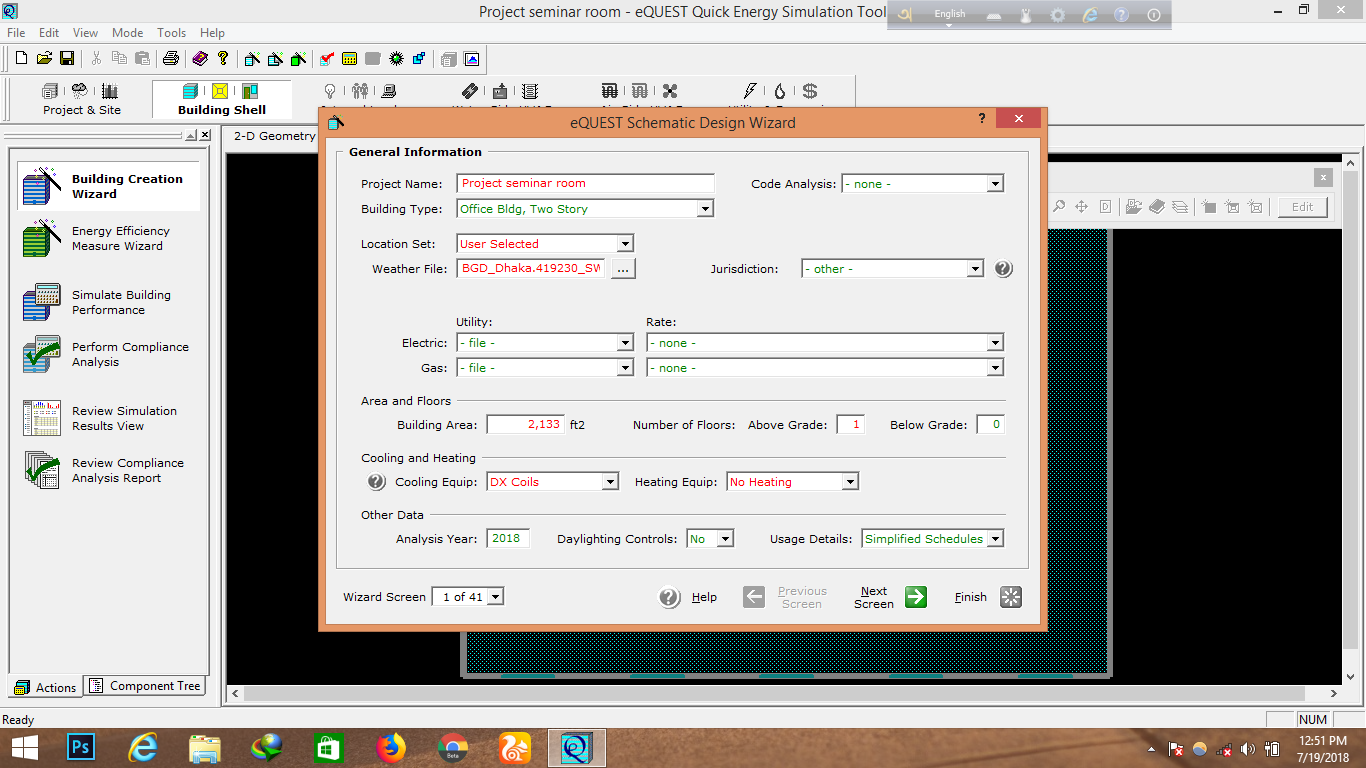 Project seminar room - eQUEST Quick Energy Simulation Tool
English
File Edit View Mode Tools Help
Project & Site
Building Shell
2-D Geometry
eQUEST Schematic Design Wizard
Building Creation
Wizard
Energy Efficiency
Measure Wizard
Simulate Building
Performance
Perform Compliance
Analysis
Review Simulation
Results View
Review Compliance
Analysis Report
Actions Component Tree
General Information
Project Name: Project seminar room Code Analysis: - none -
Building Type: Office Bldg, Two Story
Location Set: User Selected
Weather File: BGD_Dhaka.419230_SW ... Jurisdiction: - other -
Utility: Rate:
Electric: - file - - none -
Gas: - file - - none -
Area and Floors
Building Area: 2,133 ft2 Number of Floors: Above Grade: 1 Below Grade: 0
Cooling and Heating
Cooling Equip: DX Coils Heating Equip: No Heating
Other Data
Analysis Year: 2018 Daylighting Controls: No Usage Details: Simplified Schedules
Wizard Screen 1 of 41 Help Previous Screen Next Screen Finish
Edit
Ready
NUM
Ps
Beta
12:51 PM
7/19/2018